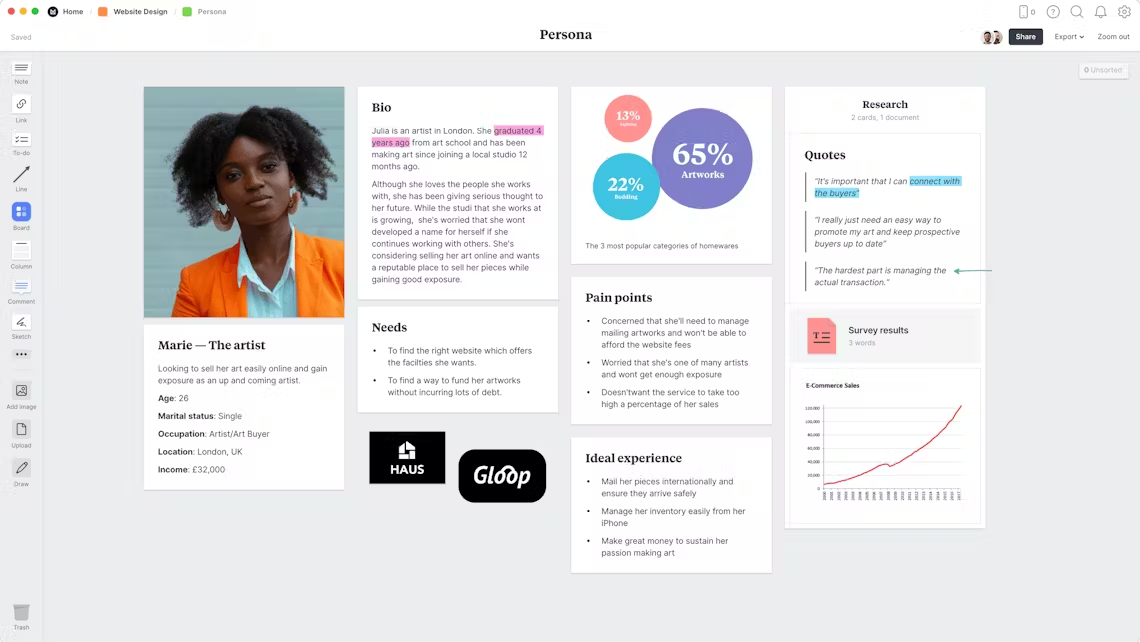 Home / Website Design / Persona
0
Saved
Persona
Share
Export
Zoom out
0 Unsorted
Note
Link
To-do
Line
Board
Column
Comment
Sketch
Add image
Upload
Draw
Trash
Marie — The artist
Looking to sell her art easily online and gain
exposure as an up and coming artist.
Age: 26
Marital status: Single
Occupation: Artist/Art Buyer
Location: London, UK
Income: £32,000
Bio
Julia is an artist in London. She graduated 4
years ago from art school and has been
making art since joining a local studio 12
months ago.
Although she loves the people she works
with, she has been giving serious thought to
her future. While the studi that she works at
is growing,  she's worried that she wont
developed a name for herself if she
continues working with others. She's
considering selling her art online and wants
a reputable place to sell her pieces while
gaining good exposure.
Needs
• To find the right website which offers
the facilties she wants.
• To find a way to fund her artworks
without incurring lots of debt.
HAUS
Gloop
13%
65%
Artworks
22%
Bedding
The 3 most popular categories of homewares
Pain points
• Concerned that she'll need to manage
mailing artworks and won't be able to
afford the website fees
• Worried that she's one of many artists
and wont get enough exposure
• Doesn'twant the service to take too
high a percentage of her sales
Ideal experience
• Mail her pieces internationally and
ensure they arrive safely
• Manage her inventory easily from her
iPhone
• Make great money to sustain her
passion making art
Research
2 cards, 1 document
Quotes
"It's important that I can connect with
the buyers"
"I really just need an easy way to
promote my art and keep prospective
buyers up to date"
"The hardest part is managing the
actual transaction."
T
Survey results
3 words
E-Commerce Sales
120,000
100,000
80,000
60,000
40,000
20,000
0